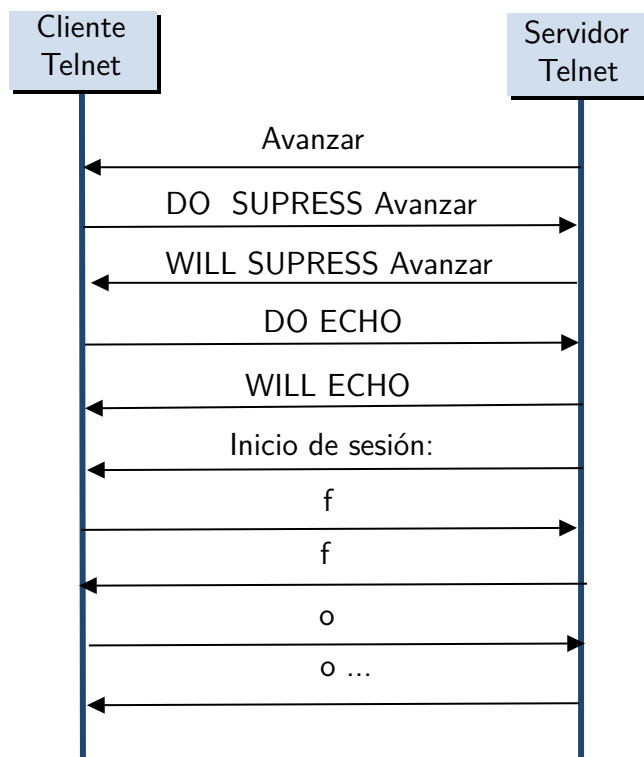 Cliente
Telnet
Servidor
Telnet
Avanzar
DO SUPRESS Avanzar
WILL SUPRESS Avanzar
DO ECHO
WILL ECHO
Inicio de sesión:
f
f
o
o ...